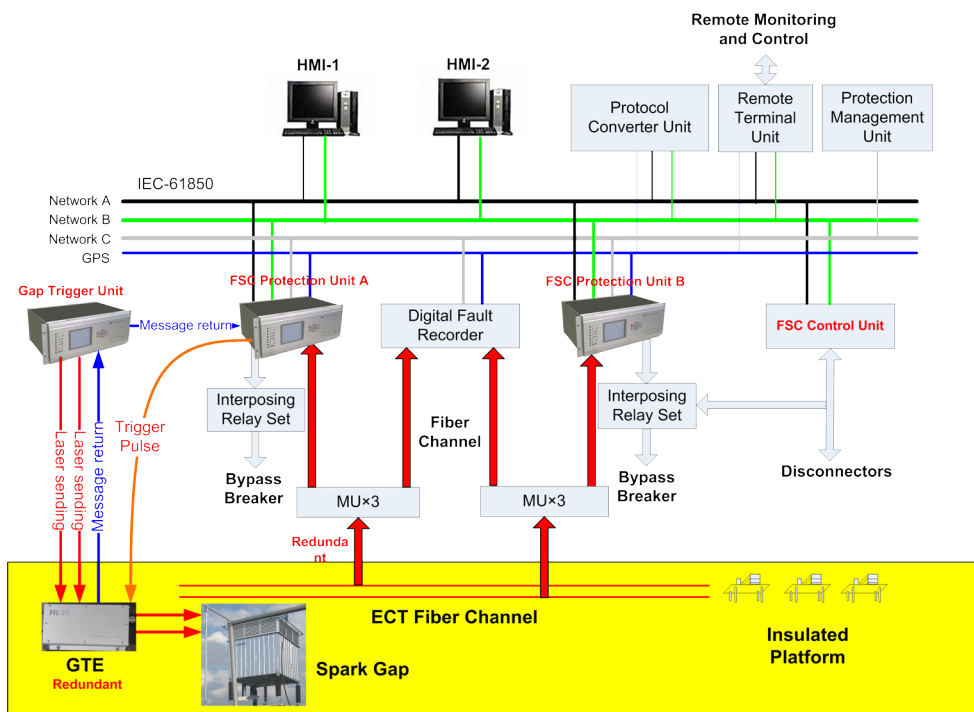 Remote Monitoring
and Control
HMI-1
HMI-2
Protocol
Converter Unit
Remote
Terminal
Unit
Protection
Management
Unit
IEC-61850
Network A
Network B
Network C
GPS
Gap Trigger Unit
FSC Protection Unit A
FSC Protection Unit B
Message return
Digital Fault
Recorder
FSC Control Unit
Interposing
Relay Set
Interposing
Relay Set
Trigger
Pulse
Fiber
Channel
Laser sending
Laser sending
Message return
Bypass
Breaker
Bypass
Breaker
Disconnectors
MU×3
MU×3
Redunda
nt
ECT Fiber Channel
Insulated
Platform
GTE
Redundant
Spark Gap